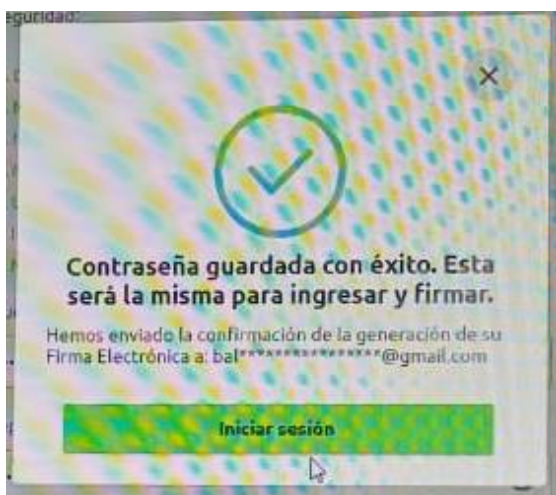 eguridad:
Contraseña guardada con éxito. Esta
será la misma para ingresar y firmar.
Hemos enviado la confirmación de la generación de su
Firma Electrónica a: bal*****************@gmail.com
Iniciar sesión